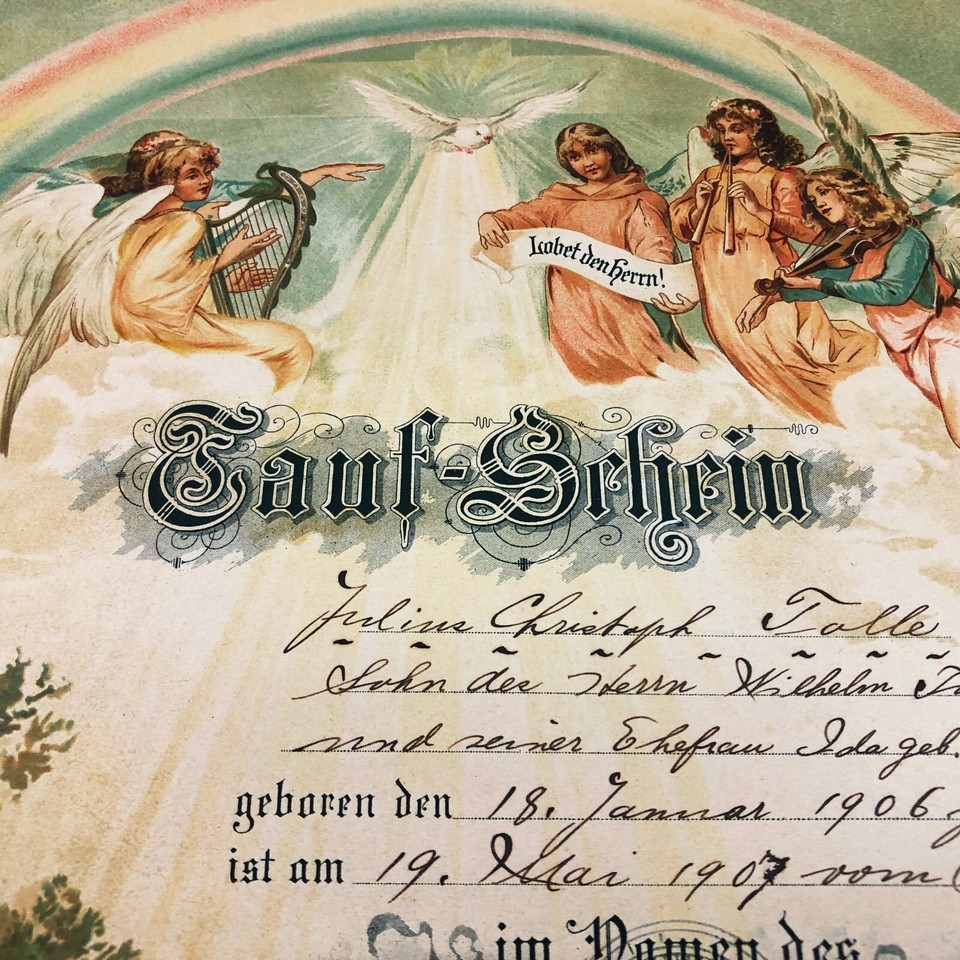 Lobet den Herrn!
Tauf-Schein
Julius Christoph Tolle
Sohn des Herrn Wilhelm
und seiner Ehefrau Ida geb.
geboren den 18. Januar 1906
ist am 19. Mai 1907 vom
im Namen des